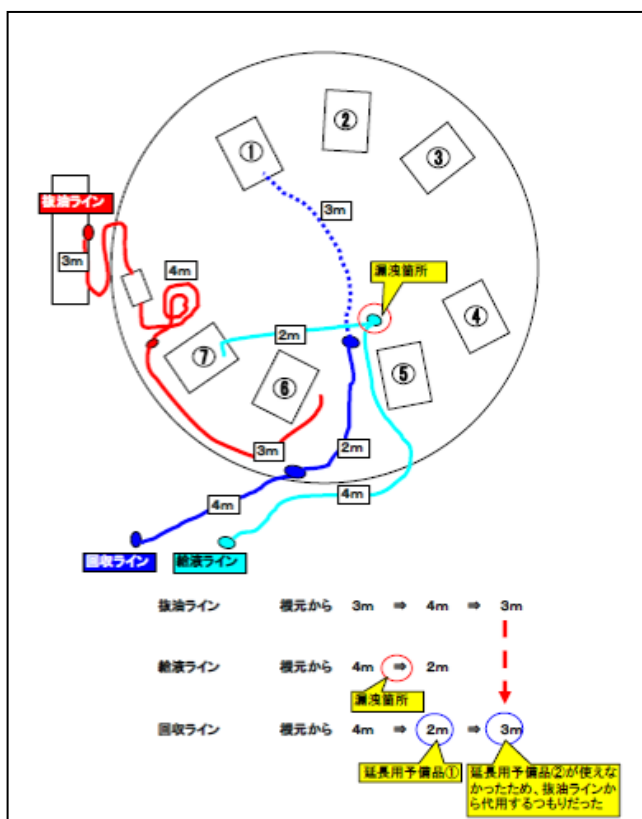 ②
①
③
抜油ライン
3m
漏洩箇所
3m
4m
④
2m
⑦
⑤
⑥
3m
2m
4m
4m
回収ライン
給液ライン
抜油ライン 根元から 3m ⇒ 4m ⇒ 3m
給液ライン 根元から 4m ⇒ 2m
漏洩箇所
回収ライン 根元から 4m ⇒ 2m ⇒ 3m
延長用予備品①
延長用予備品②が使えな
かったため、抜油ラインか
ら代用するつもりだった